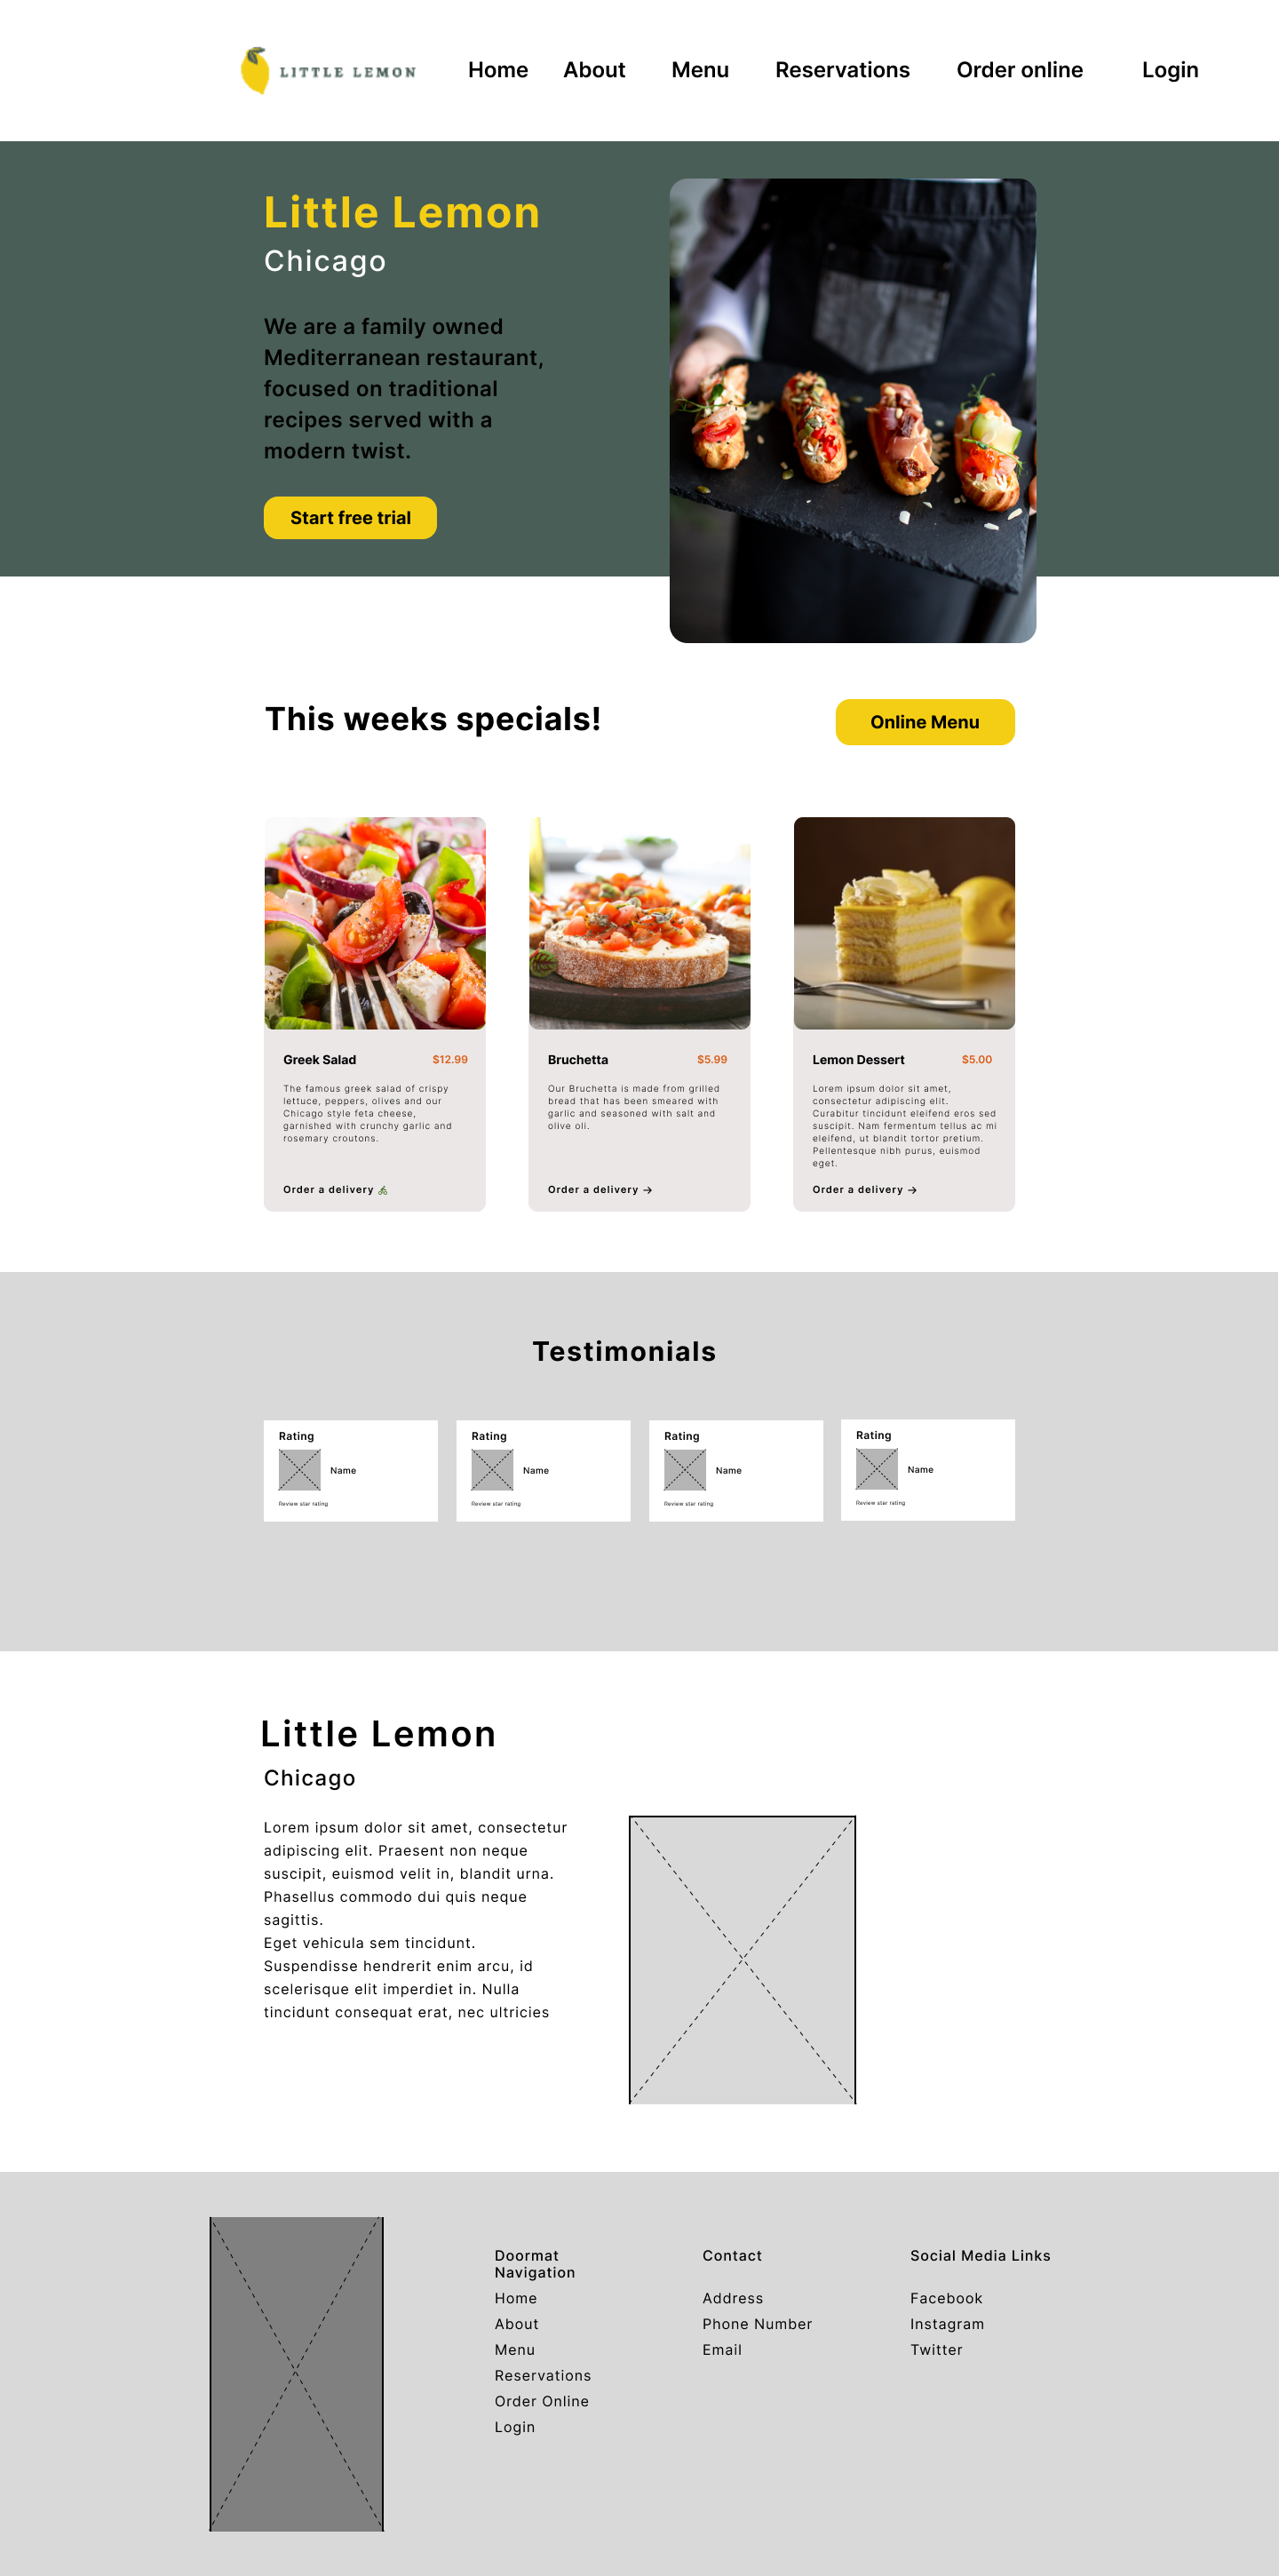 LITTLE LEMON
Home About Menu Reservations Order online Login
Little Lemon
Chicago
We are a family owned
Mediterranean restaurant,
focused on traditional
recipes served with a
modern twist.
Start free trial
This weeks specials!
Online Menu
Greek Salad $12.99
The famous greek salad of crispy
lettuce, peppers, olives and our
Chicago style feta cheese,
garnished with crunchy garlic and
rosemary croutons.
Order a delivery
Bruchetta $5.99
Our Bruchetta is made from grilled
bread that has been smeared with
garlic and seasoned with salt and
olive oil.
Order a delivery
Lemon Dessert $5.00
Lorem ipsum dolor sit amet,
consectetur adipiscing elit.
Curabitur tincidunt eleifend eros sed
suscipit. Nam fermentum tellus ac mi
eleifend, ut blandit tortor pretium.
Pellentesque nibh purus, euismod
eget.
Order a delivery
Testimonials
Rating
Name
Review star rating
Rating
Name
Review star rating
Rating
Name
Review star rating
Rating
Name
Review star rating
Little Lemon
Chicago
Lorem ipsum dolor sit amet, consectetur
adipiscing elit. Praesent non neque
suscipit, euismod velit in, blandit urna.
Phasellus commodo dui quis neque
sagittis.
Eget vehicula sem tincidunt.
Suspendisse hendrerit enim arcu, id
scelerisque elit imperdiet in. Nulla
tincidunt consequat erat, nec ultricies
Doormat
Navigation
Home
About
Menu
Reservations
Order Online
Login
Contact
Address
Phone Number
Email
Social Media Links
Facebook
Instagram
Twitter